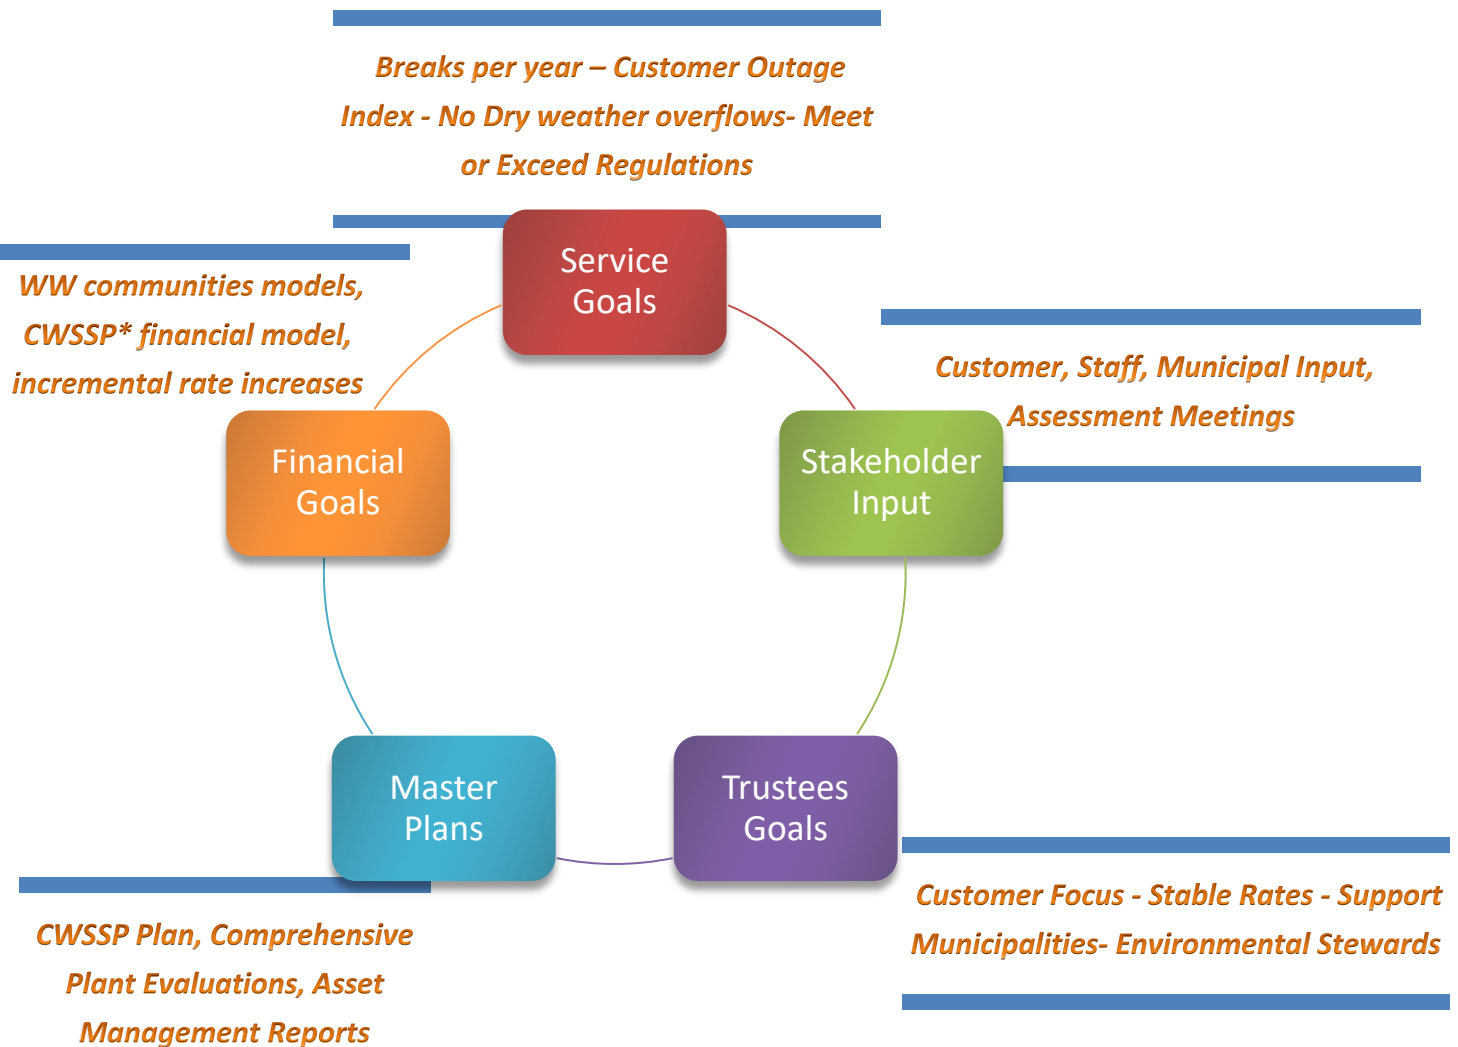 Breaks per year – Customer Outage
Index - No Dry weather overflows- Meet
or Exceed Regulations
Service
Goals
WW communities models,
CWSSP* financial model,
incremental rate increases
Financial
Goals
Customer, Staff, Municipal Input,
Assessment Meetings
Stakeholder
Input
Master
Plans
Trustees
Goals
CWSSP Plan, Comprehensive
Plant Evaluations, Asset
Management Reports
Customer Focus - Stable Rates - Support
Municipalities- Environmental Stewards